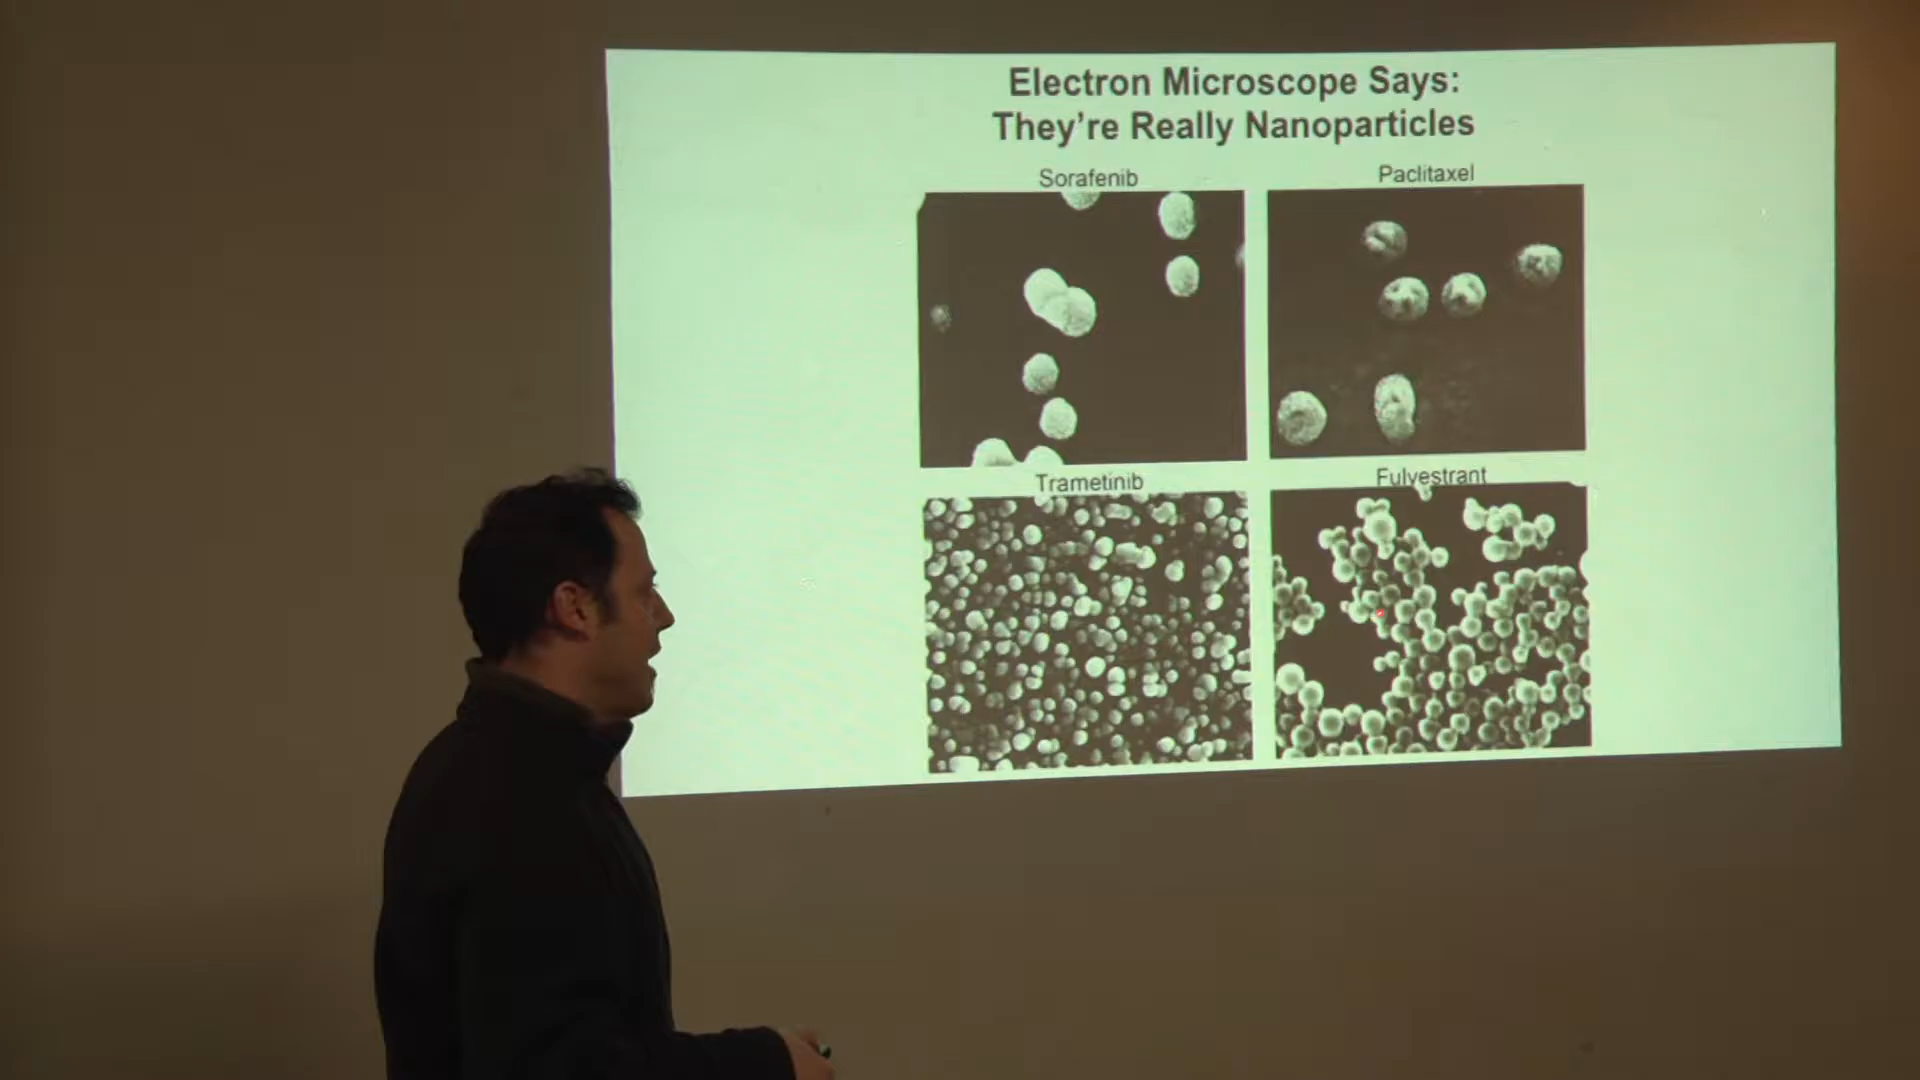 Electron Microscope Says:
They're Really Nanoparticles
Sorafenib
Paclitaxel
Trametinib
Fulvestrant